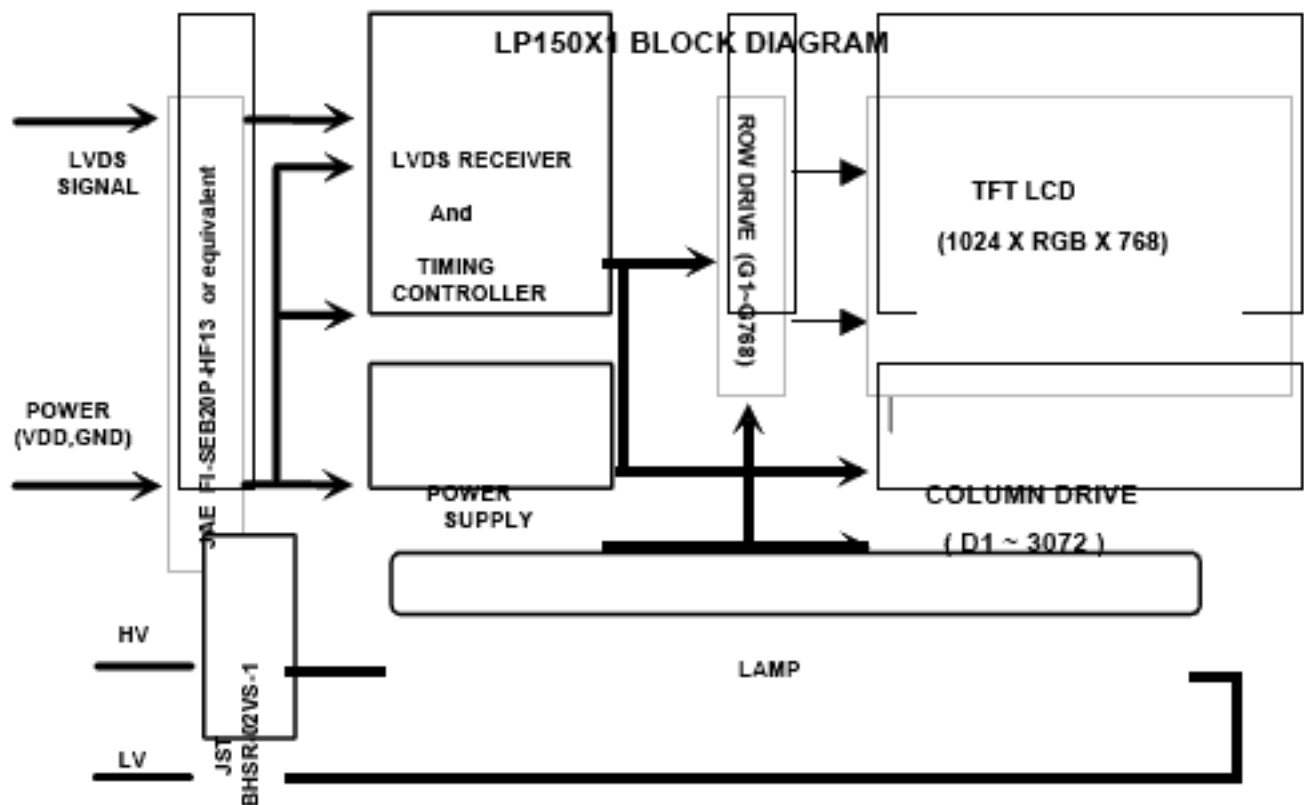 LP150X1 BLOCK DIAGRAM
LVDS
SIGNAL
POWER
(VDD,GND)
JAE FI-SEB20P-HF13 or equivalent
LVDS RECEIVER
And
TIMING
CONTROLLER
POWER
SUPPLY
ROW DRIVE (G1~G768)
TFT LCD
(1024 X RGB X 768)
COLUMN DRIVE
( D1 ~ 3072 )
HV
LV
JST
BHSR-02VS-1
LAMP